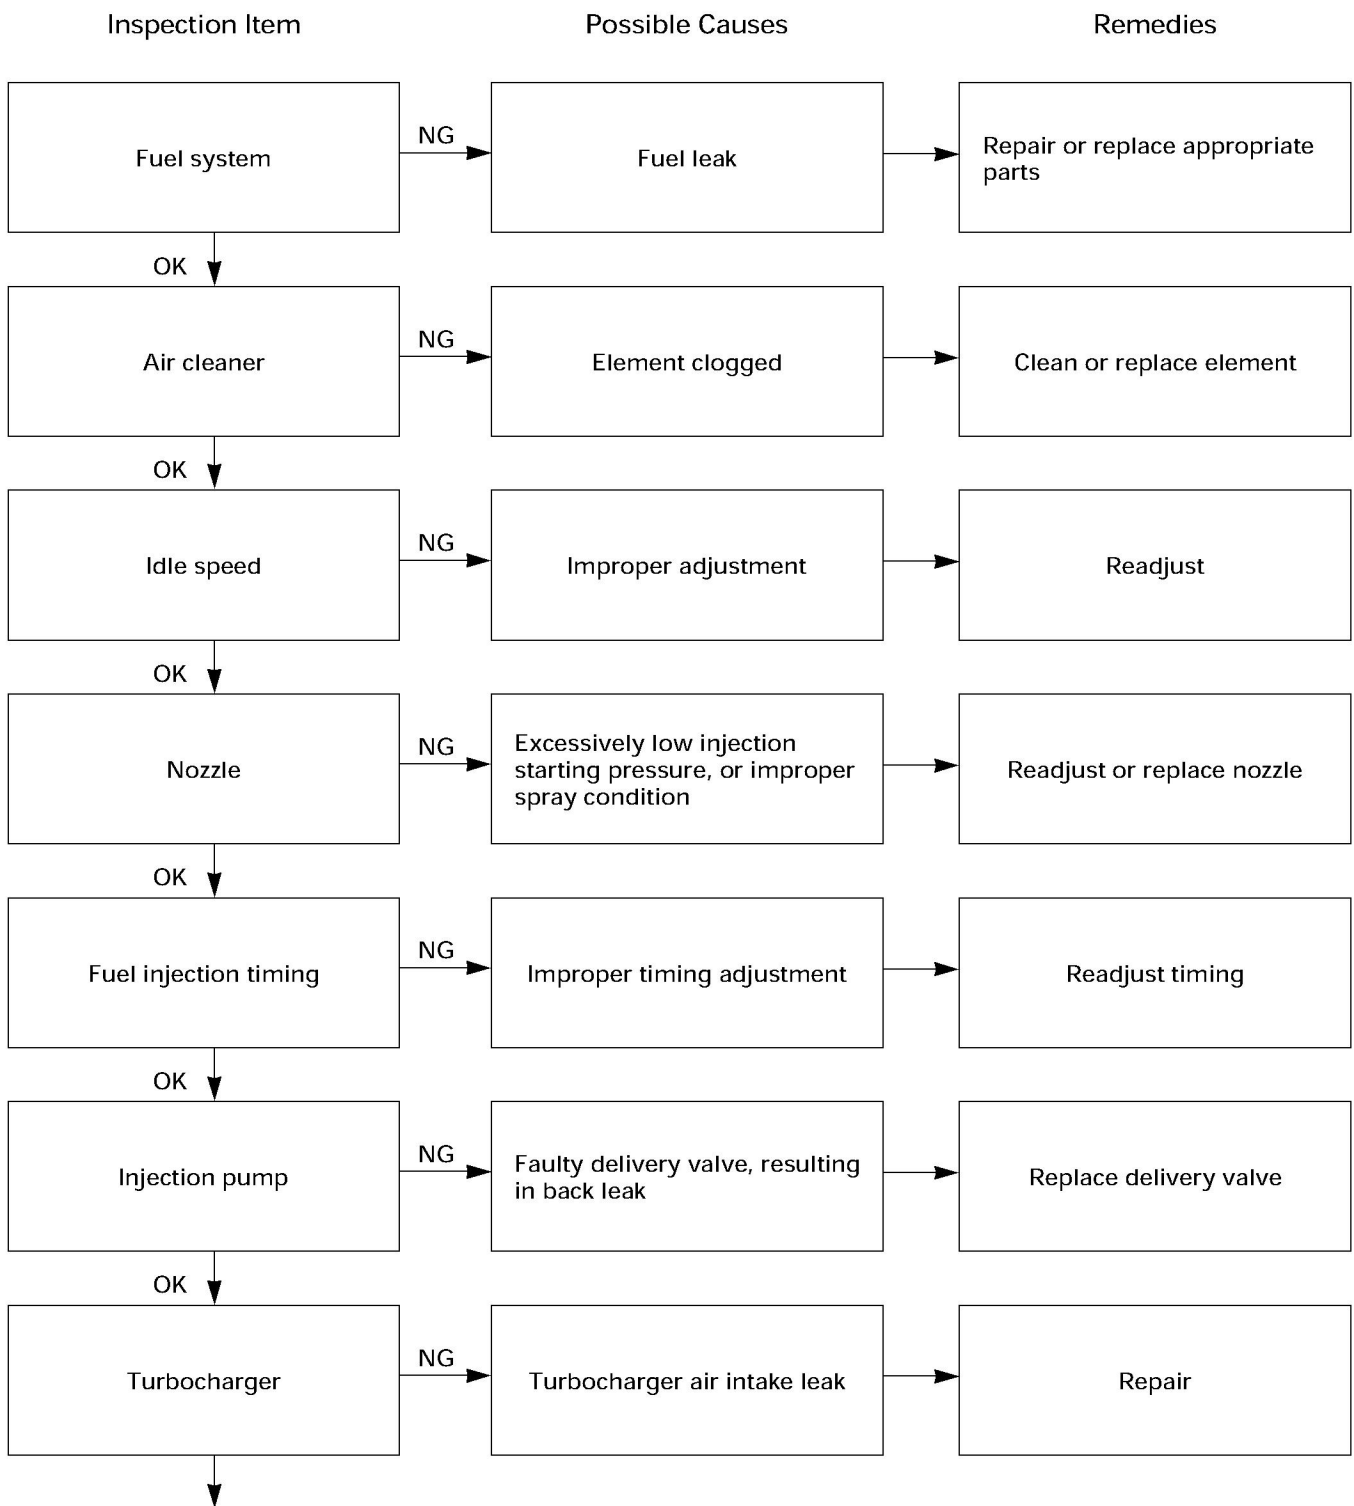 Inspection Item
Possible Causes
Remedies
Fuel system
NG
Fuel leak
Repair or replace appropriate
parts
OK
Air cleaner
NG
Element clogged
Clean or replace element
OK
Idle speed
NG
Improper adjustment
Readjust
OK
Nozzle
NG
Excessively low injection
starting pressure, or improper
spray condition
Readjust or replace nozzle
OK
Fuel injection timing
NG
Improper timing adjustment
Readjust timing
OK
Injection pump
NG
Faulty delivery valve, resulting
in back leak
Replace delivery valve
OK
Turbocharger
NG
Turbocharger air intake leak
Repair